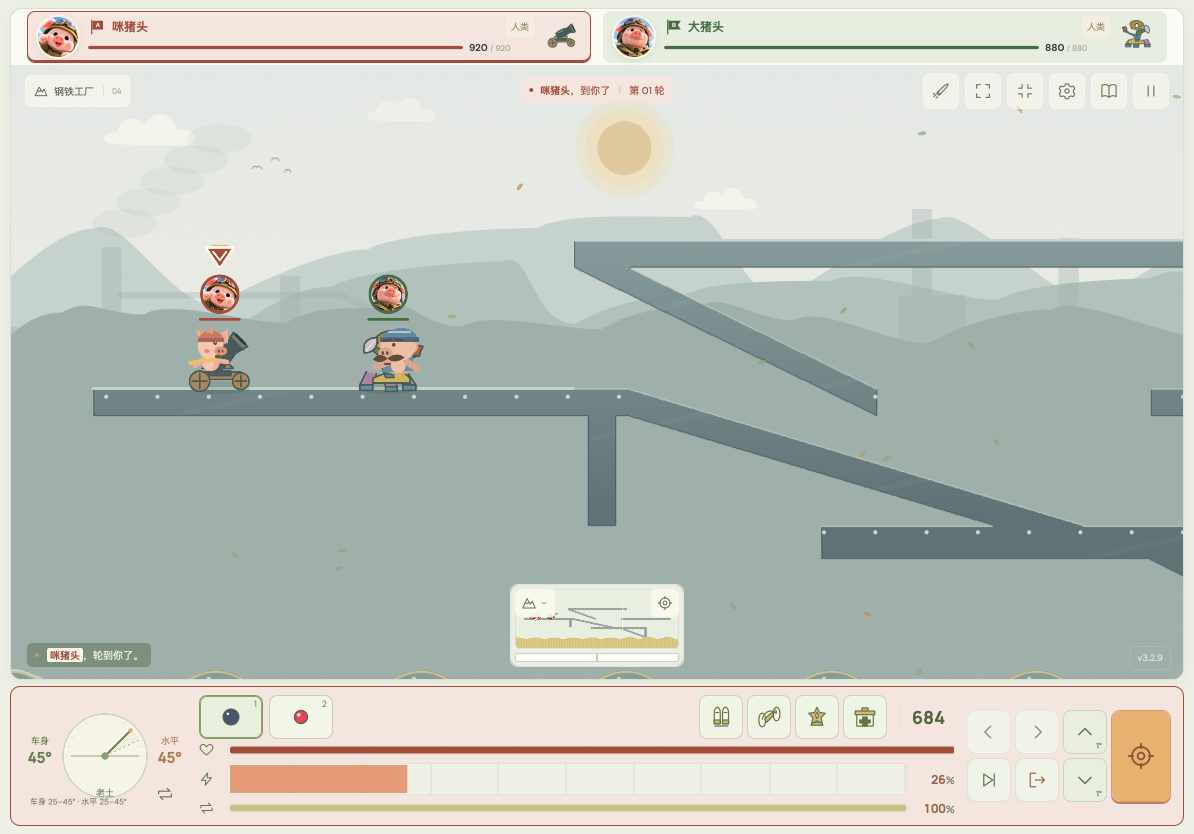 咪猪头
人类
920 / 920
大猪头
人类
880 / 880
钢铁工厂 04
咪猪头，到你了 第 01 轮
咪猪头，轮到你了。
v3.2.9
车身
45°
水平
45°
老土
车身 25–45° · 水平 25–45°
1
2
684
26%
100%
1°
1°